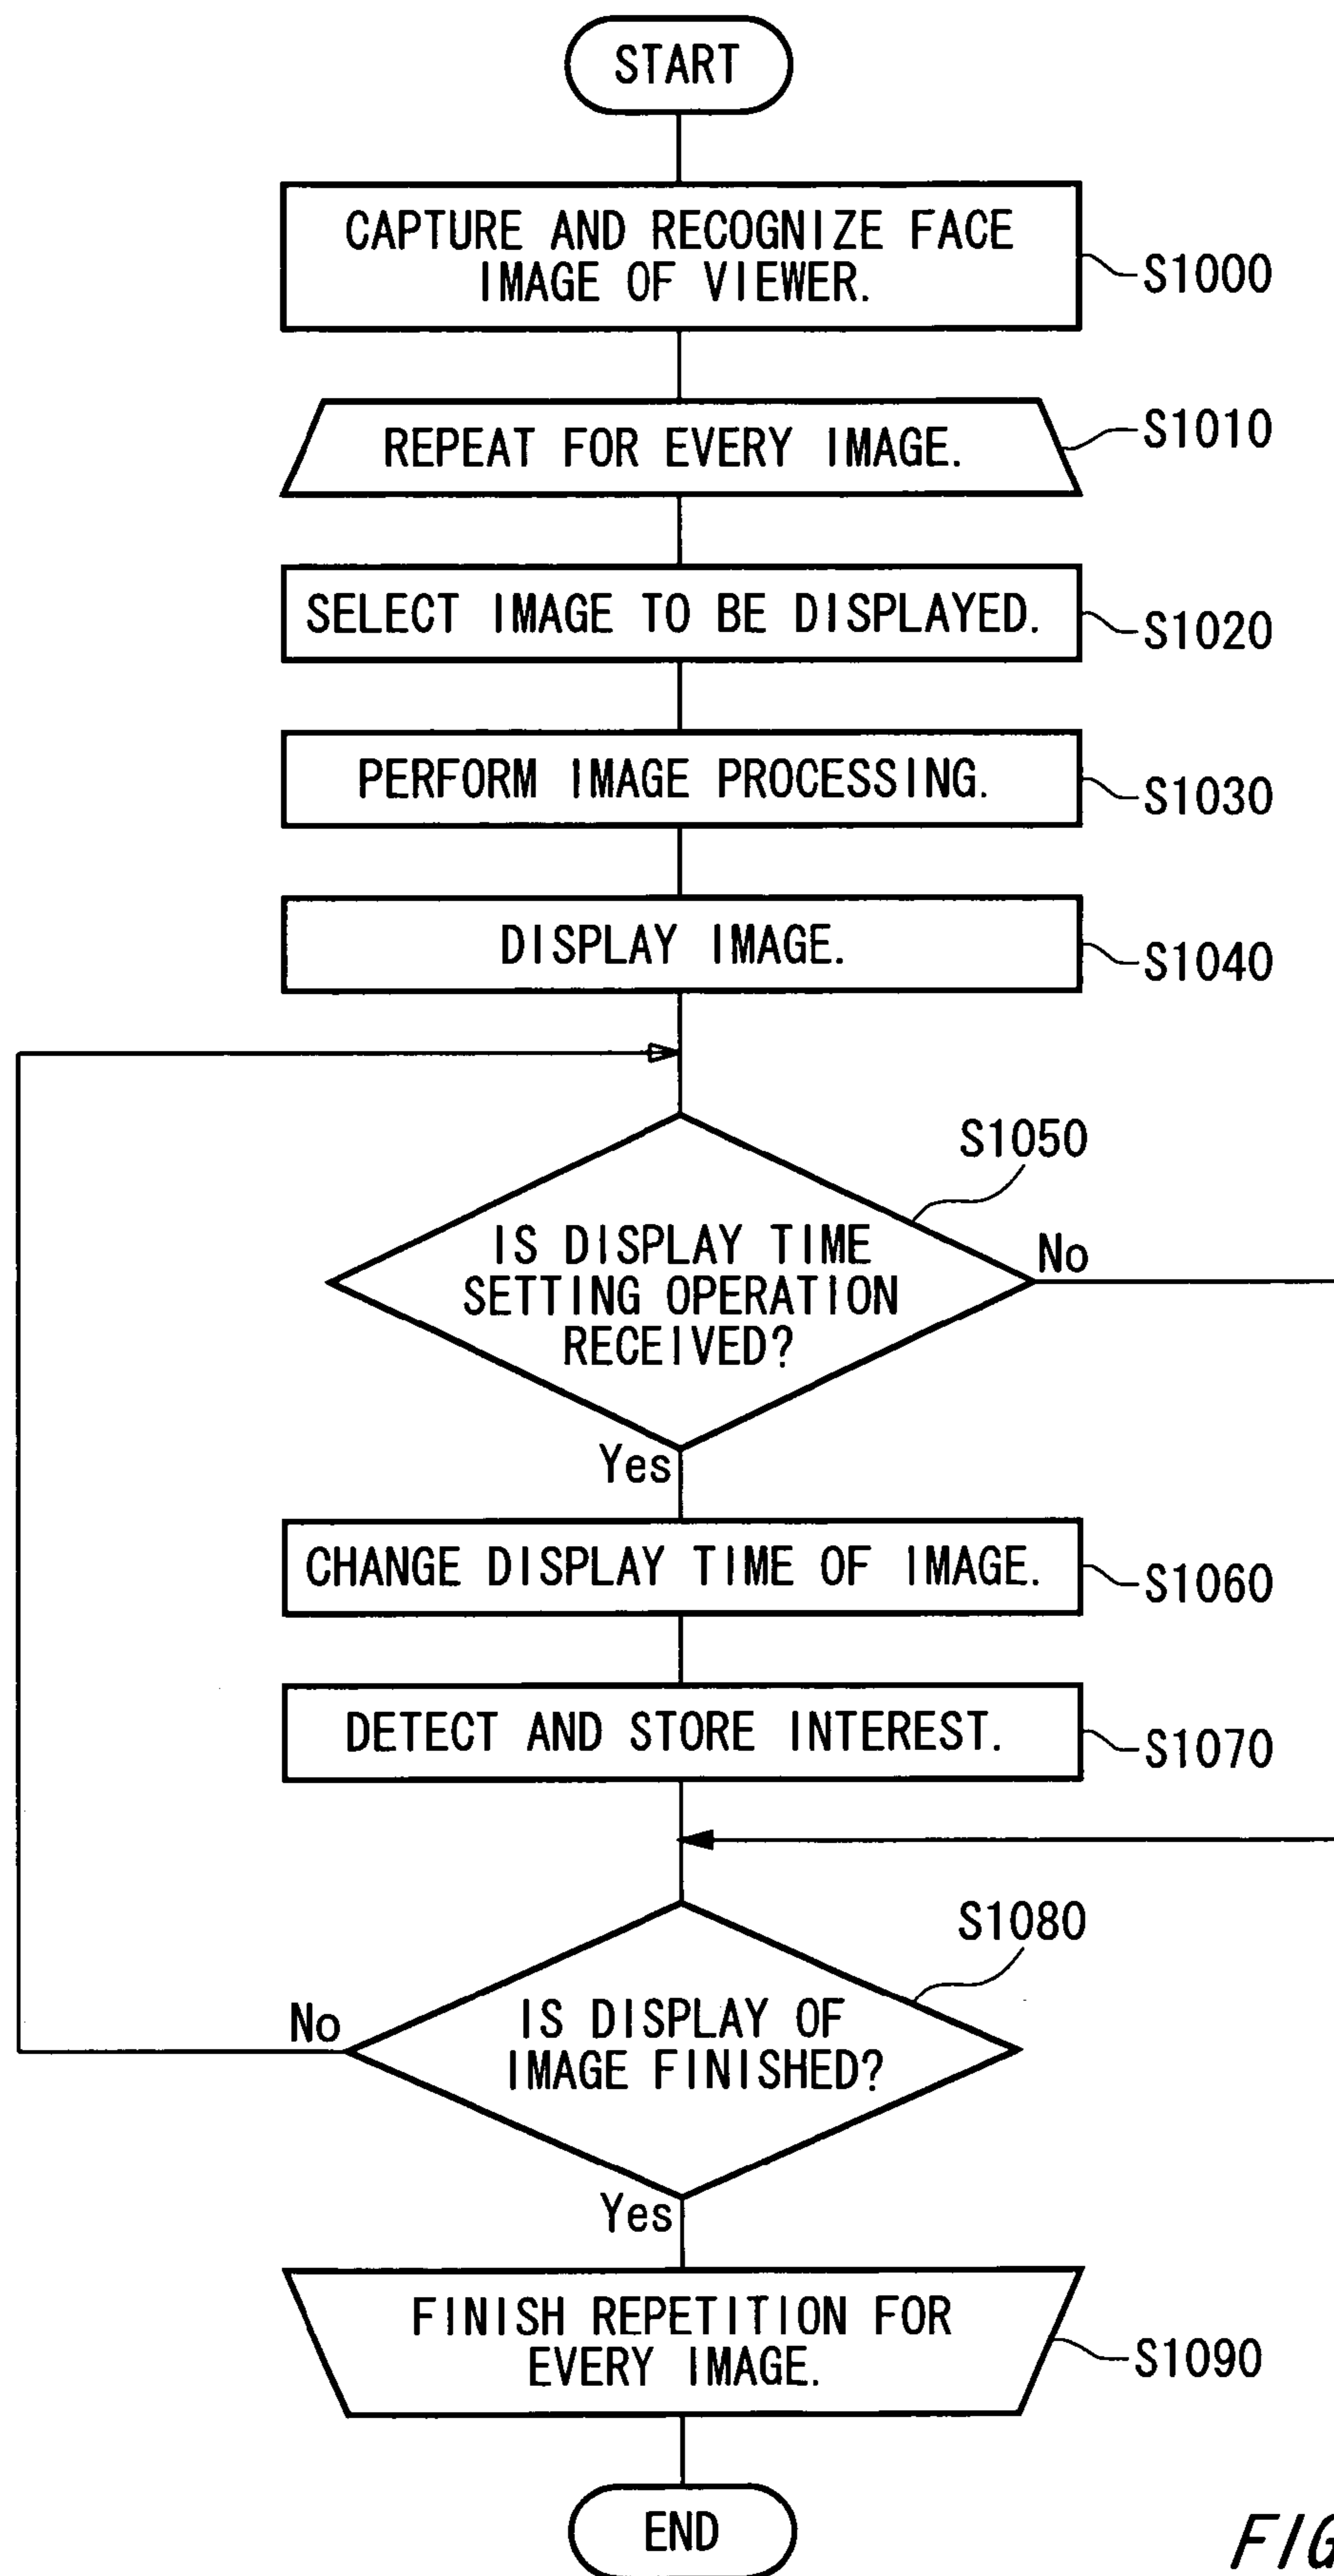 START
CAPTURE AND RECOGNIZE FACE
IMAGE OF VIEWER.
S1000
REPEAT FOR EVERY IMAGE.
S1010
SELECT IMAGE TO BE DISPLAYED.
S1020
PERFORM IMAGE PROCESSING.
S1030
DISPLAY IMAGE.
S1040
S1050
IS DISPLAY TIME
SETTING OPERATION
RECEIVED?
No
Yes
CHANGE DISPLAY TIME OF IMAGE.
S1060
DETECT AND STORE INTEREST.
S1070
S1080
IS DISPLAY OF
IMAGE FINISHED?
No
Yes
FINISH REPETITION FOR
EVERY IMAGE.
S1090
END
FIG